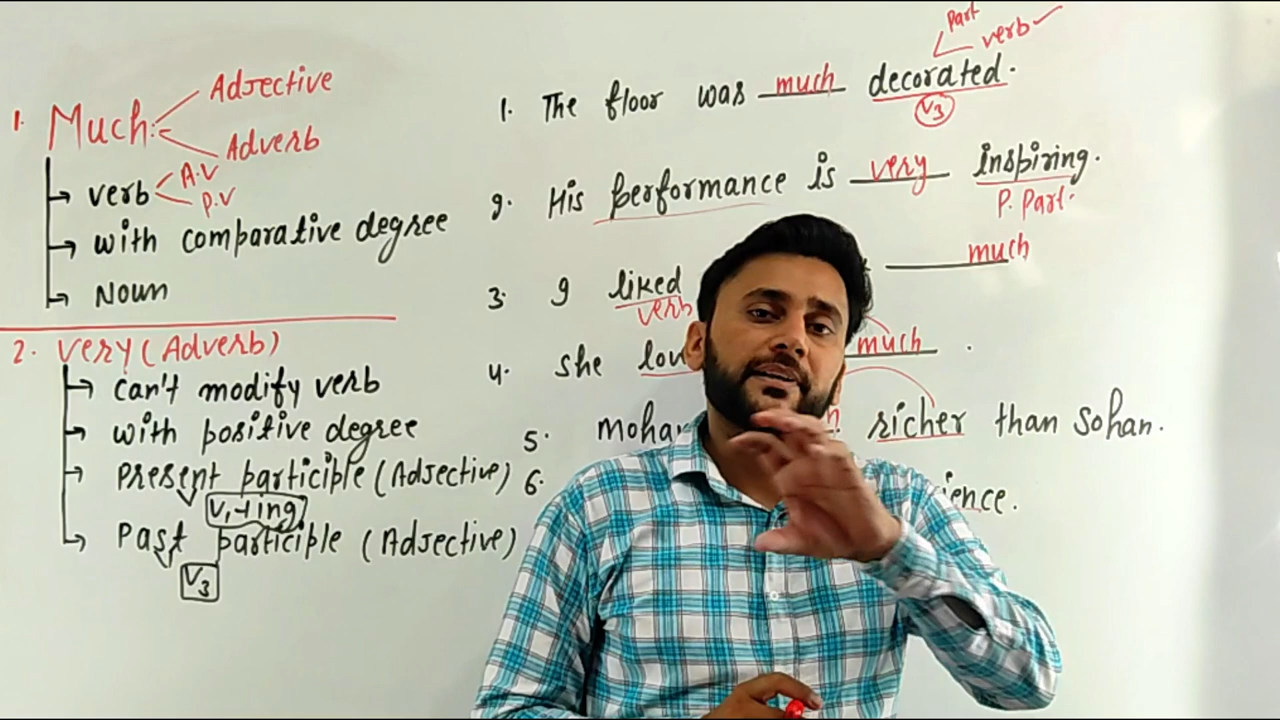 1. Much: Adjective
Adverb
→ verb A.V
P.V
→ with comparative degree
→ Noun
2. very (Adverb)
→ can't modify verb
→ with positive degree
→ Present participle (Adjective)
V₁+ing
→ Past participle (Adjective)
V₃
Part
verb ✓
1. The floor was much decorated.
V₃
2. His performance is very inspiring.
P. Part.
3. I liked much
verb
4. She much .
5. richer than Sohan.
6.